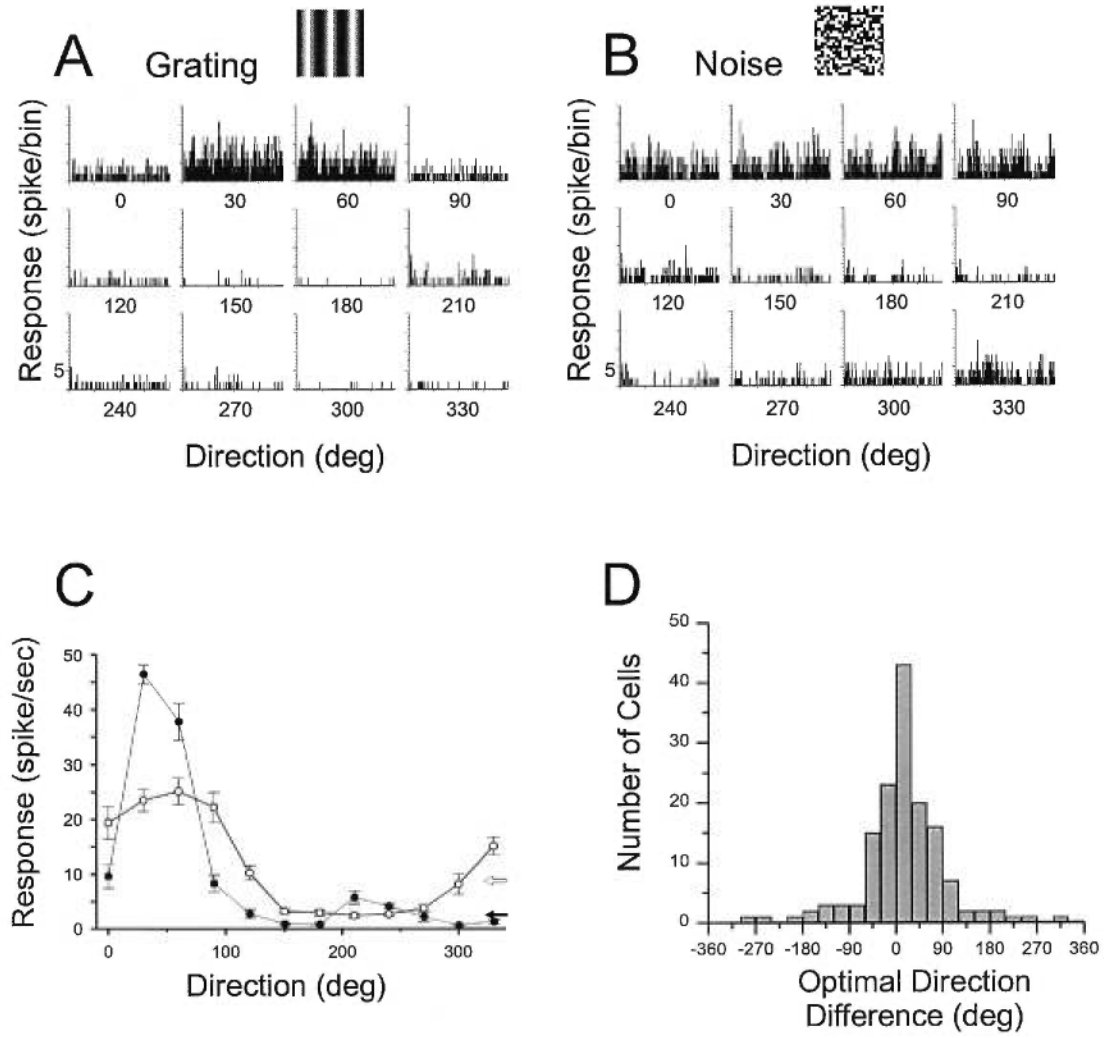 A Grating
Response (spike/bin)
0 30 60 90
120 150 180 210
5
240 270 300 330
Direction (deg)
B Noise
Response (spike/bin)
0 30 60 90
120 150 180 210
5
240 270 300 330
Direction (deg)
C
Response (spike/sec)
50
40
30
20
10
0
0 100 200 300
Direction (deg)
D
Number of Cells
50
40
30
20
10
0
-360 -270 -180 -90 0 90 180 270 360
Optimal Direction
Difference (deg)